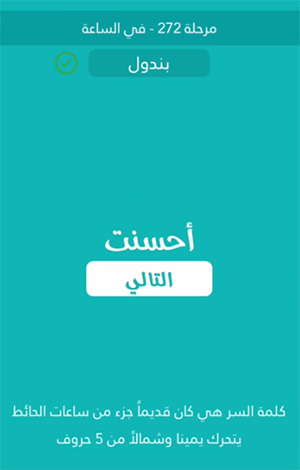 مرحلة 272 - في الساعة
بندول
أحسنت
التالي
كلمة السر هي كان قديماً جزء من ساعات الحائط
يتحرك يمينا وشمالاً من 5 حروف